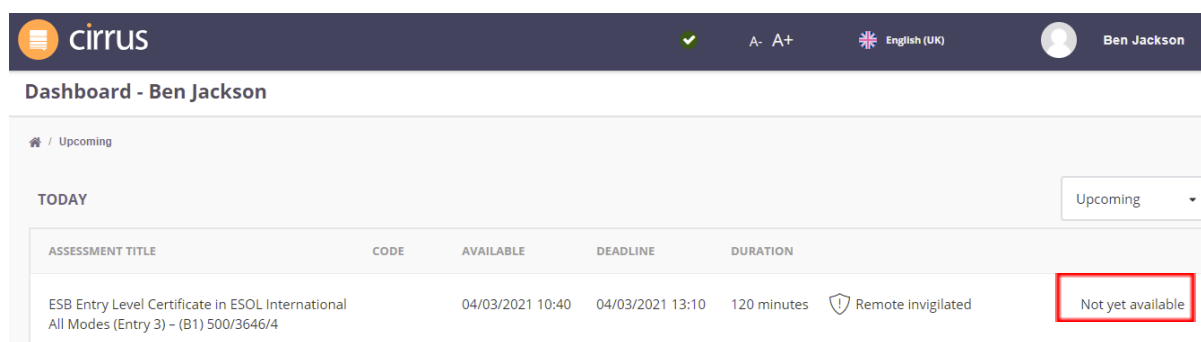 cirrus
A- A+
English (UK)
Ben Jackson
Dashboard - Ben Jackson
/ Upcoming
TODAY
Upcoming
ASSESSMENT TITLE CODE AVAILABLE DEADLINE DURATION
ESB Entry Level Certificate in ESOL International 04/03/2021 10:40 04/03/2021 13:10 120 minutes Remote invigilated Not yet available
All Modes (Entry 3) – (B1) 500/3646/4